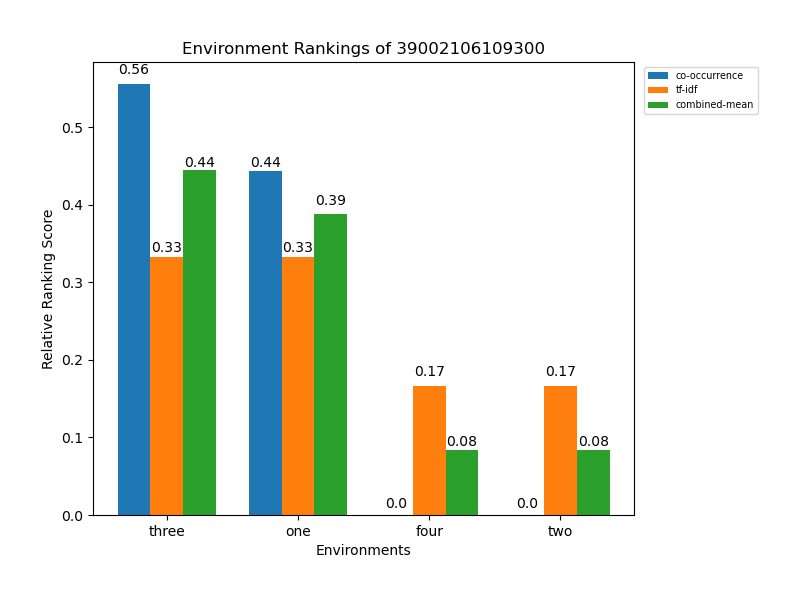 Environment Rankings of 39002106109300
co-occurrence
tf-idf
combined-mean
0.56
0.33
0.44
0.44
0.33
0.39
0.0
0.17
0.08
0.0
0.17
0.08
Relative Ranking Score
0.5
0.4
0.3
0.2
0.1
0.0
three one four two
Environments